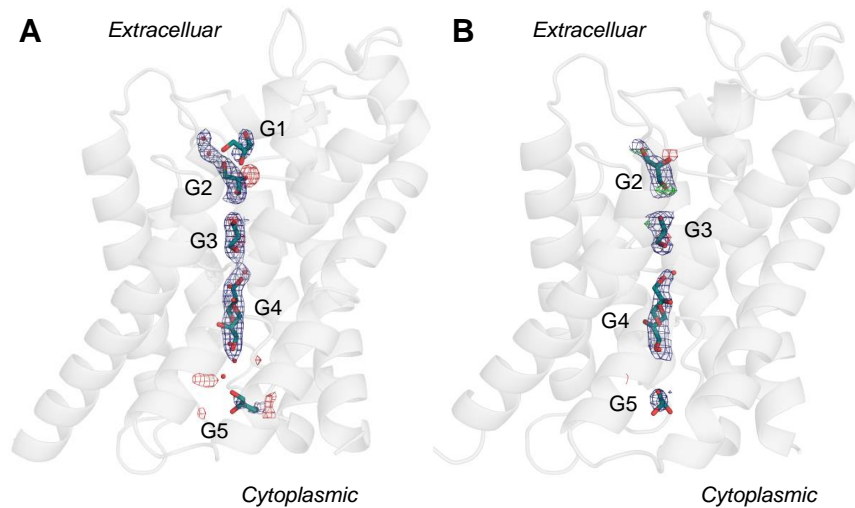 A
Extracelluar
G1
G2
G3
G4
G5
Cytoplasmic
B
Extracelluar
G2
G3
G4
G5
Cytoplasmic